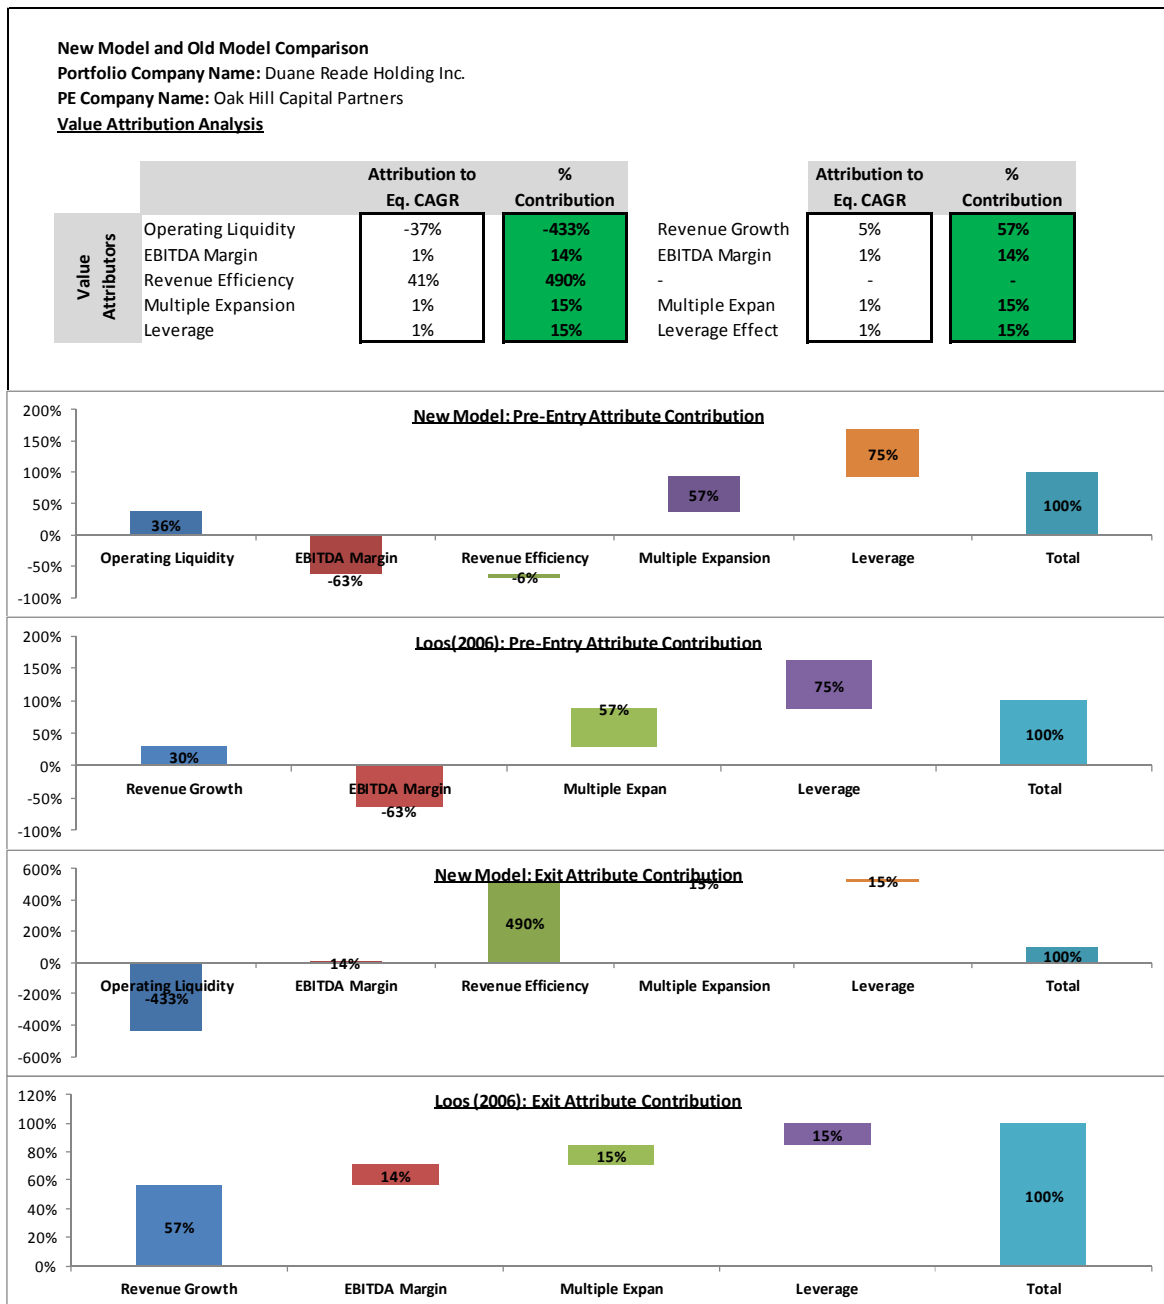 New Model and Old Model Comparison
Portfolio Company Name: Duane Reade Holding Inc.
PE Company Name: Oak Hill Capital Partners
Value Attribution Analysis
Attribution to % Attribution to %
Eq. CAGR Contribution Eq. CAGR Contribution
Value Attributors
Operating Liquidity -37% -433% Revenue Growth 5% 57%
EBITDA Margin 1% 14% EBITDA Margin 1% 14%
Revenue Efficiency 41% 490% - - -
Multiple Expansion 1% 15% Multiple Expan 1% 15%
Leverage 1% 15% Leverage Effect 1% 15%
New Model: Pre-Entry Attribute Contribution
200%
150%
100%
50%
0%
-50%
-100%
36% -63% -6% 57% 75% 100%
Operating Liquidity EBITDA Margin Revenue Efficiency Multiple Expansion Leverage Total
Loos(2006): Pre-Entry Attribute Contribution
200%
150%
100%
50%
0%
-50%
-100%
30% -63% 57% 75% 100%
Revenue Growth EBITDA Margin Multiple Expan Leverage Total
New Model: Exit Attribute Contribution
600%
400%
200%
0%
-200%
-400%
-600%
-433% 14% 490% 15% 15% 100%
Operating Liquidity EBITDA Margin Revenue Efficiency Multiple Expansion Leverage Total
Loos (2006): Exit Attribute Contribution
120%
100%
80%
60%
40%
20%
0%
57% 14% 15% 15% 100%
Revenue Growth EBITDA Margin Multiple Expan Leverage Total